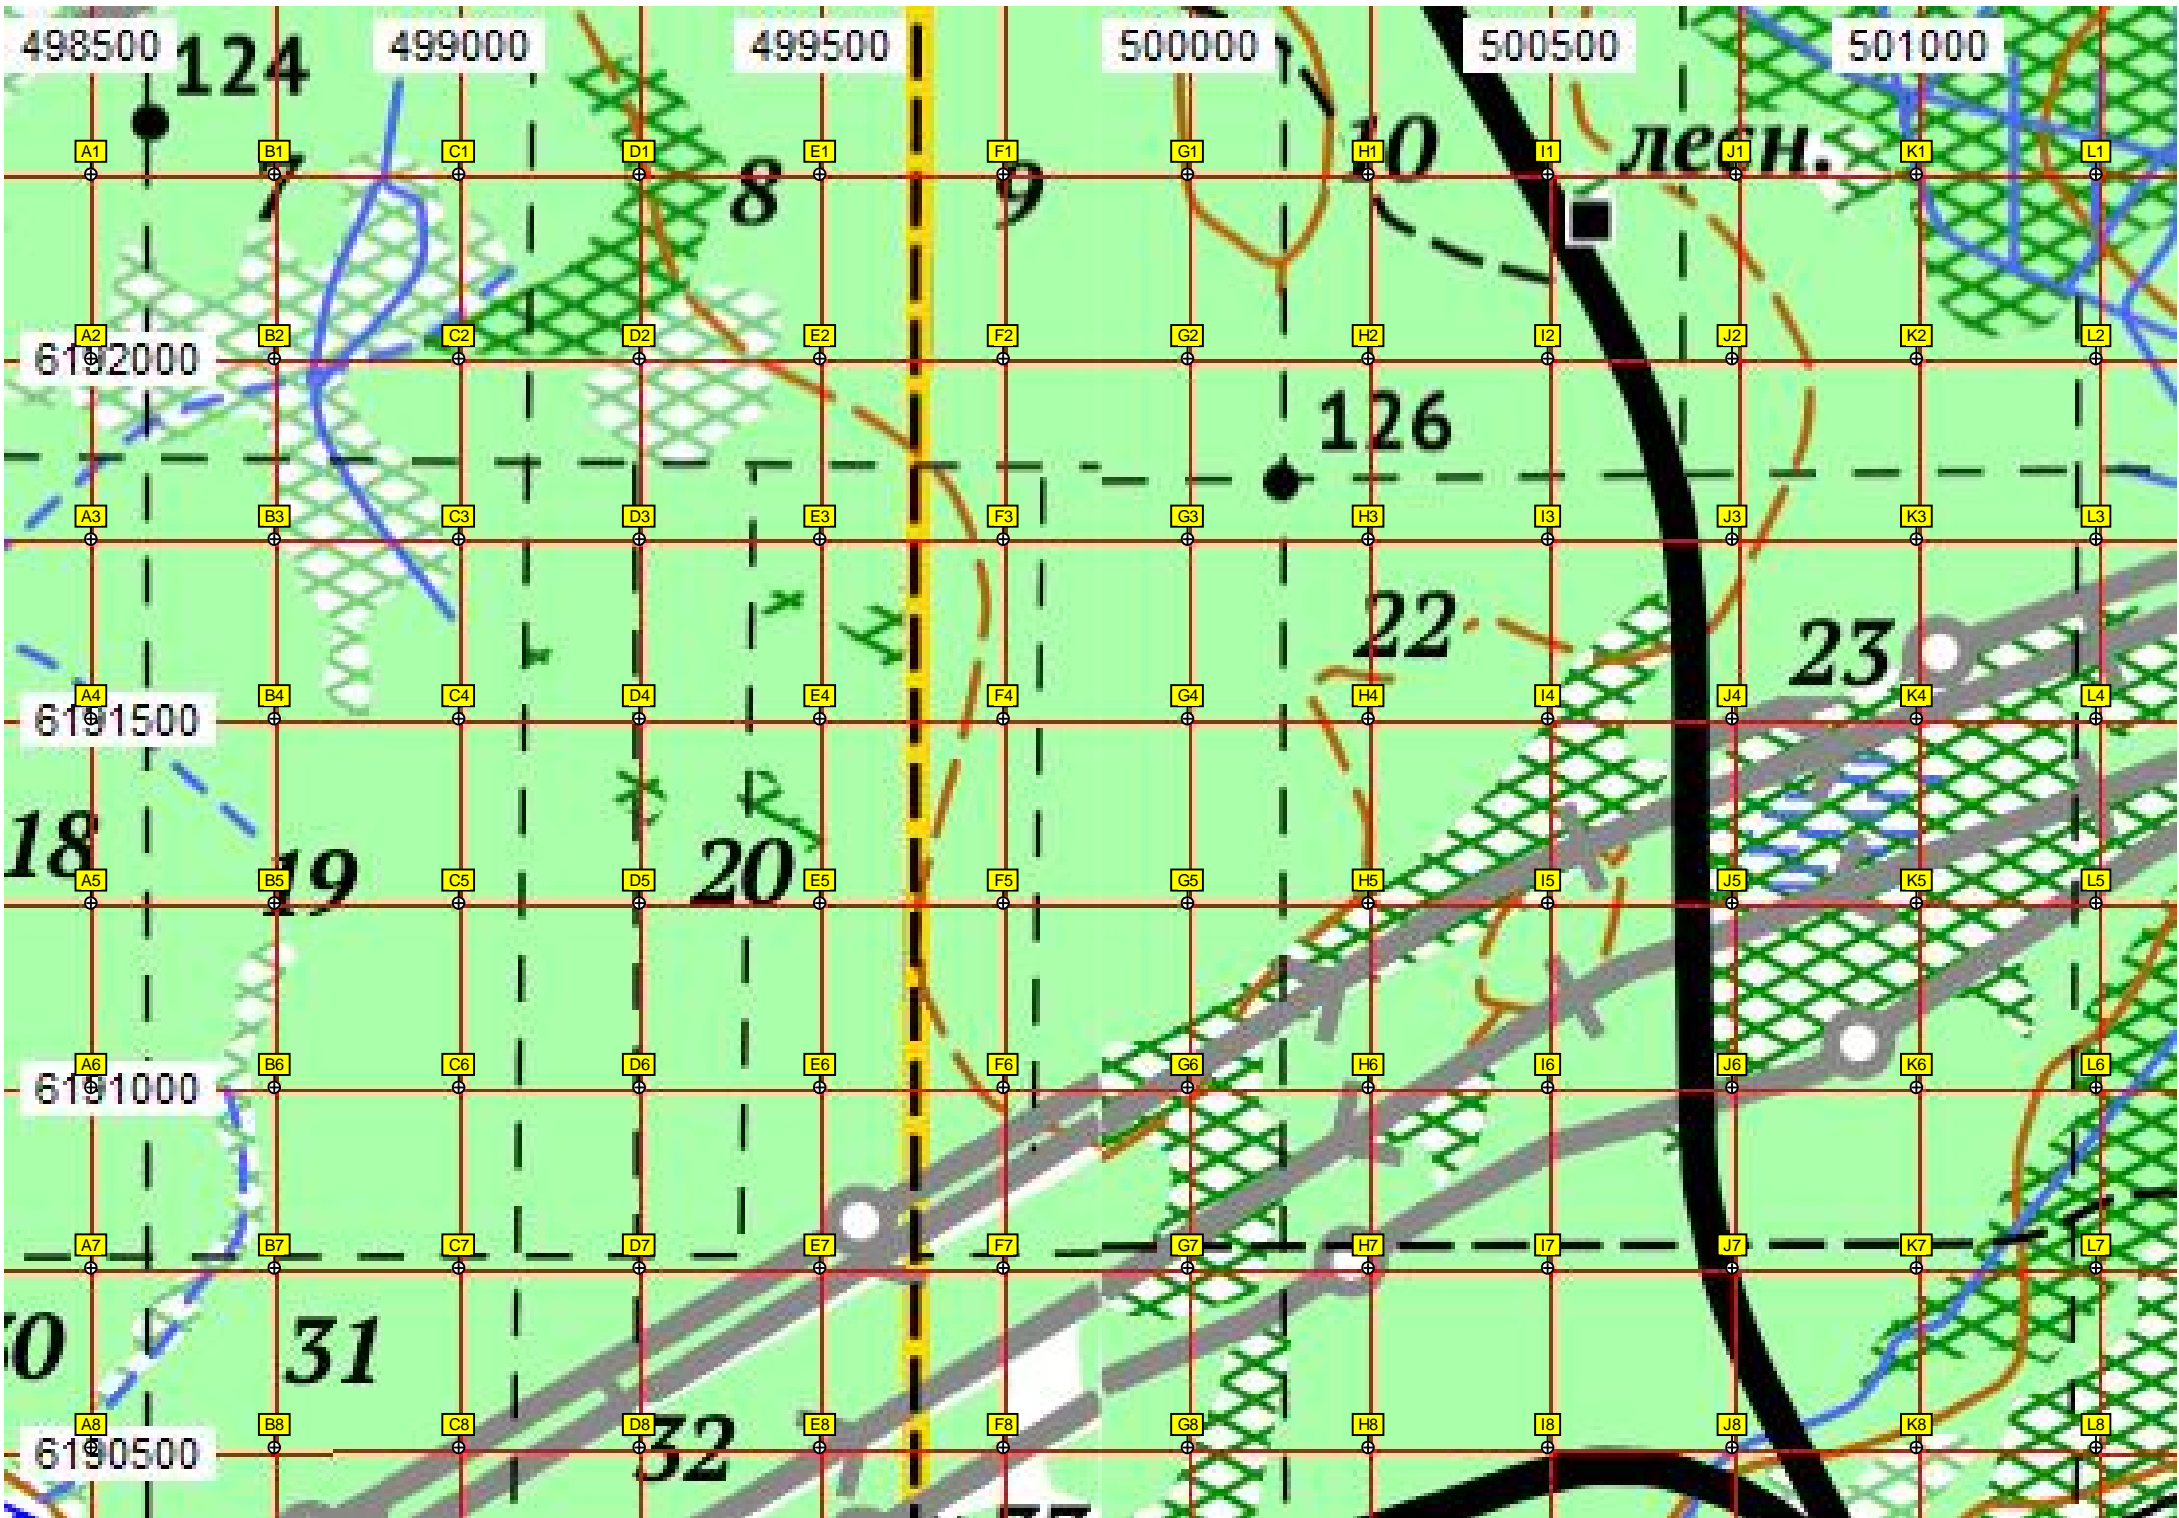 498500 499000 499500 500000 500500 501000
124
10 лесн.
A1 B1 C1 D1 E1 F1 G1 H1 I1 J1 K1 L1
7 8 9
A2 B2 C2 D2 E2 F2 G2 H2 I2 J2 K2 L2
6192000
126
A3 B3 C3 D3 E3 F3 G3 H3 I3 J3 K3 L3
22 23
A4 B4 C4 D4 E4 F4 G4 H4 I4 J4 K4 L4
6191500
18 19 20
A5 B5 C5 D5 E5 F5 G5 H5 I5 J5 K5 L5
A6 B6 C6 D6 E6 F6 G6 H6 I6 J6 K6 L6
6191000
A7 B7 C7 D7 E7 F7 G7 H7 I7 J7 K7 L7
31
A8 B8 C8 D8 E8 F8 G8 H8 I8 J8 K8 L8
6190500 32